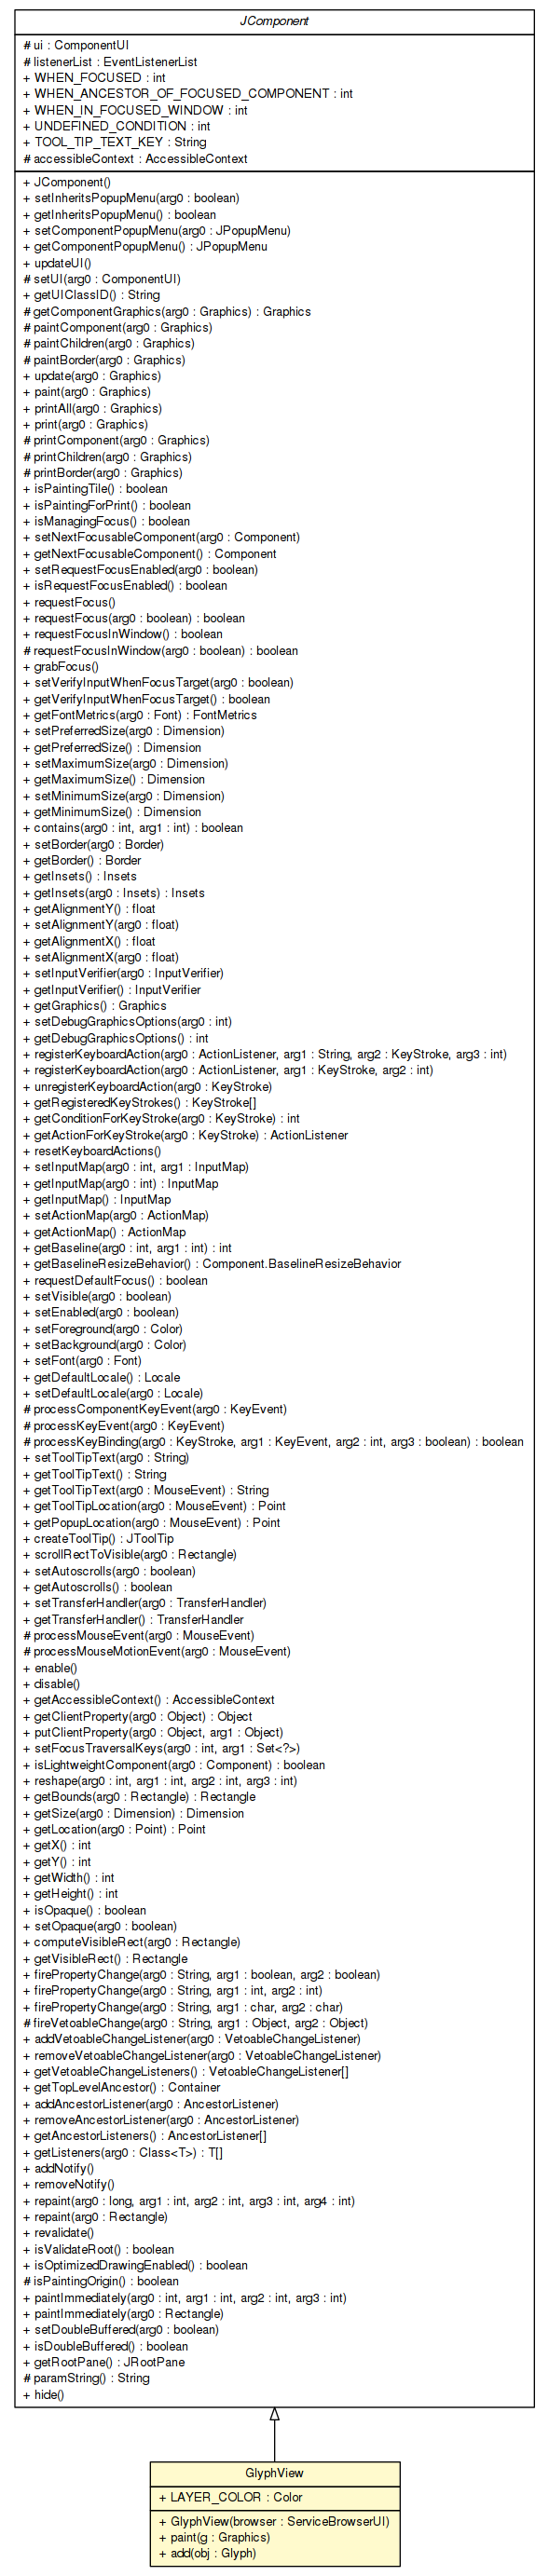 JComponent
# ui : ComponentUI
# listenerList : EventListenerList
+ WHEN_FOCUSED : int
+ WHEN_ANCESTOR_OF_FOCUSED_COMPONENT : int
+ WHEN_IN_FOCUSED_WINDOW : int
+ UNDEFINED_CONDITION : int
+ TOOL_TIP_TEXT_KEY : String
# accessibleContext : AccessibleContext
+ JComponent()
+ setInheritsPopupMenu(arg0 : boolean)
+ getInheritsPopupMenu() : boolean
+ setComponentPopupMenu(arg0 : JPopupMenu)
+ getComponentPopupMenu() : JPopupMenu
+ updateUI()
# setUI(arg0 : ComponentUI)
+ getUIClassID() : String
# getComponentGraphics(arg0 : Graphics) : Graphics
# paintComponent(arg0 : Graphics)
# paintChildren(arg0 : Graphics)
# paintBorder(arg0 : Graphics)
+ update(arg0 : Graphics)
+ paint(arg0 : Graphics)
+ printAll(arg0 : Graphics)
+ print(arg0 : Graphics)
# printComponent(arg0 : Graphics)
# printChildren(arg0 : Graphics)
# printBorder(arg0 : Graphics)
+ isPaintingTile() : boolean
+ isPaintingForPrint() : boolean
+ isManagingFocus() : boolean
+ setNextFocusableComponent(arg0 : Component)
+ getNextFocusableComponent() : Component
+ setRequestFocusEnabled(arg0 : boolean)
+ isRequestFocusEnabled() : boolean
+ requestFocus()
+ requestFocus(arg0 : boolean) : boolean
+ requestFocusInWindow() : boolean
# requestFocusInWindow(arg0 : boolean) : boolean
+ grabFocus()
+ setVerifyInputWhenFocusTarget(arg0 : boolean)
+ getVerifyInputWhenFocusTarget() : boolean
+ getFontMetrics(arg0 : Font) : FontMetrics
+ setPreferredSize(arg0 : Dimension)
+ getPreferredSize() : Dimension
+ setMaximumSize(arg0 : Dimension)
+ getMaximumSize() : Dimension
+ setMinimumSize(arg0 : Dimension)
+ getMinimumSize() : Dimension
+ contains(arg0 : int, arg1 : int) : boolean
+ setBorder(arg0 : Border)
+ getBorder() : Border
+ getInsets() : Insets
+ getInsets(arg0 : Insets) : Insets
+ getAlignmentY() : float
+ setAlignmentY(arg0 : float)
+ getAlignmentX() : float
+ setAlignmentX(arg0 : float)
+ setInputVerifier(arg0 : InputVerifier)
+ getInputVerifier() : InputVerifier
+ getGraphics() : Graphics
+ setDebugGraphicsOptions(arg0 : int)
+ getDebugGraphicsOptions() : int
+ registerKeyboardAction(arg0 : ActionListener, arg1 : String, arg2 : KeyStroke, arg3 : int)
+ registerKeyboardAction(arg0 : ActionListener, arg1 : KeyStroke, arg2 : int)
+ unregisterKeyboardAction(arg0 : KeyStroke)
+ getRegisteredKeyStrokes() : KeyStroke[]
+ getConditionForKeyStroke(arg0 : KeyStroke) : int
+ getActionForKeyStroke(arg0 : KeyStroke) : ActionListener
+ resetKeyboardActions()
+ setInputMap(arg0 : int, arg1 : InputMap)
+ getInputMap(arg0 : int) : InputMap
+ getInputMap() : InputMap
+ setActionMap(arg0 : ActionMap)
+ getActionMap() : ActionMap
+ getBaseline(arg0 : int, arg1 : int) : int
+ getBaselineResizeBehavior() : Component.BaselineResizeBehavior
+ requestDefaultFocus() : boolean
+ setVisible(arg0 : boolean)
+ setEnabled(arg0 : boolean)
+ setForeground(arg0 : Color)
+ setBackground(arg0 : Color)
+ setFont(arg0 : Font)
+ getDefaultLocale() : Locale
+ setDefaultLocale(arg0 : Locale)
# processComponentKeyEvent(arg0 : KeyEvent)
# processKeyEvent(arg0 : KeyEvent)
# processKeyBinding(arg0 : KeyStroke, arg1 : KeyEvent, arg2 : int, arg3 : boolean) : boolean
+ setToolTipText(arg0 : String)
+ getToolTipText() : String
+ getToolTipText(arg0 : MouseEvent) : String
+ getToolTipLocation(arg0 : MouseEvent) : Point
+ getPopupLocation(arg0 : MouseEvent) : Point
+ createToolTip() : JToolTip
+ scrollRectToVisible(arg0 : Rectangle)
+ setAutoscrolls(arg0 : boolean)
+ getAutoscrolls() : boolean
+ setTransferHandler(arg0 : TransferHandler)
+ getTransferHandler() : TransferHandler
# processMouseEvent(arg0 : MouseEvent)
# processMouseMotionEvent(arg0 : MouseEvent)
+ enable()
+ disable()
+ getAccessibleContext() : AccessibleContext
+ getClientProperty(arg0 : Object) : Object
+ putClientProperty(arg0 : Object, arg1 : Object)
+ setFocusTraversalKeys(arg0 : int, arg1 : Set<?>)
+ isLightweightComponent(arg0 : Component) : boolean
+ reshape(arg0 : int, arg1 : int, arg2 : int, arg3 : int)
+ getBounds(arg0 : Rectangle) : Rectangle
+ getSize(arg0 : Dimension) : Dimension
+ getLocation(arg0 : Point) : Point
+ getX() : int
+ getY() : int
+ getWidth() : int
+ getHeight() : int
+ isOpaque() : boolean
+ setOpaque(arg0 : boolean)
+ computeVisibleRect(arg0 : Rectangle)
+ getVisibleRect() : Rectangle
+ firePropertyChange(arg0 : String, arg1 : boolean, arg2 : boolean)
+ firePropertyChange(arg0 : String, arg1 : int, arg2 : int)
+ firePropertyChange(arg0 : String, arg1 : char, arg2 : char)
# fireVetoableChange(arg0 : String, arg1 : Object, arg2 : Object)
+ addVetoableChangeListener(arg0 : VetoableChangeListener)
+ removeVetoableChangeListener(arg0 : VetoableChangeListener)
+ getVetoableChangeListeners() : VetoableChangeListener[]
+ getTopLevelAncestor() : Container
+ addAncestorListener(arg0 : AncestorListener)
+ removeAncestorListener(arg0 : AncestorListener)
+ getAncestorListeners() : AncestorListener[]
+ getListeners(arg0 : Class<T>) : T[]
+ addNotify()
+ removeNotify()
+ repaint(arg0 : long, arg1 : int, arg2 : int, arg3 : int, arg4 : int)
+ repaint(arg0 : Rectangle)
+ revalidate()
+ isValidateRoot() : boolean
+ isOptimizedDrawingEnabled() : boolean
# isPaintingOrigin() : boolean
+ paintImmediately(arg0 : int, arg1 : int, arg2 : int, arg3 : int)
+ paintImmediately(arg0 : Rectangle)
+ setDoubleBuffered(arg0 : boolean)
+ isDoubleBuffered() : boolean
+ getRootPane() : JRootPane
# paramString() : String
+ hide()
GlyphView
+ LAYER_COLOR : Color
+ GlyphView(browser : ServiceBrowserUI)
+ paint(g : Graphics)
+ add(obj : Glyph)